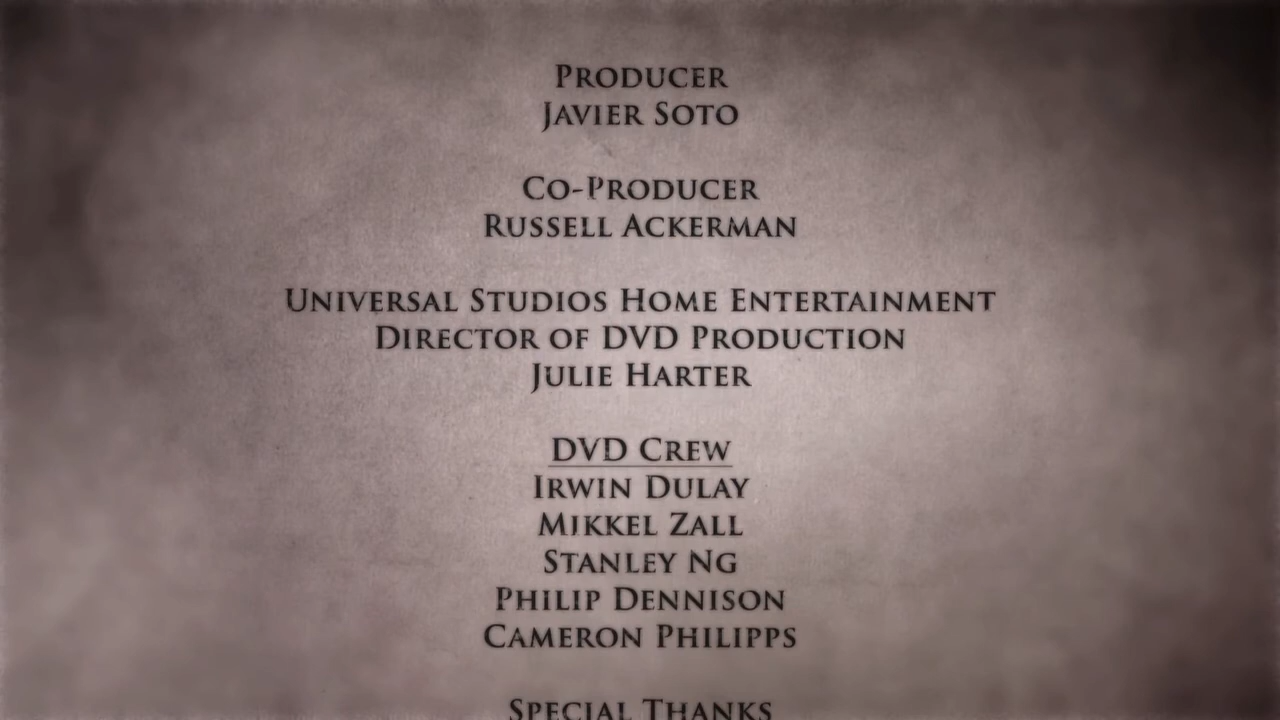 PRODUCER
JAVIER SOTO
CO-PRODUCER
RUSSELL ACKERMAN
UNIVERSAL STUDIOS HOME ENTERTAINMENT
DIRECTOR OF DVD PRODUCTION
JULIE HARTER
DVD CREW
IRWIN DULAY
MIKKEL ZALL
STANLEY NG
PHILIP DENNISON
CAMERON PHILIPPS
SPECIAL THANKS